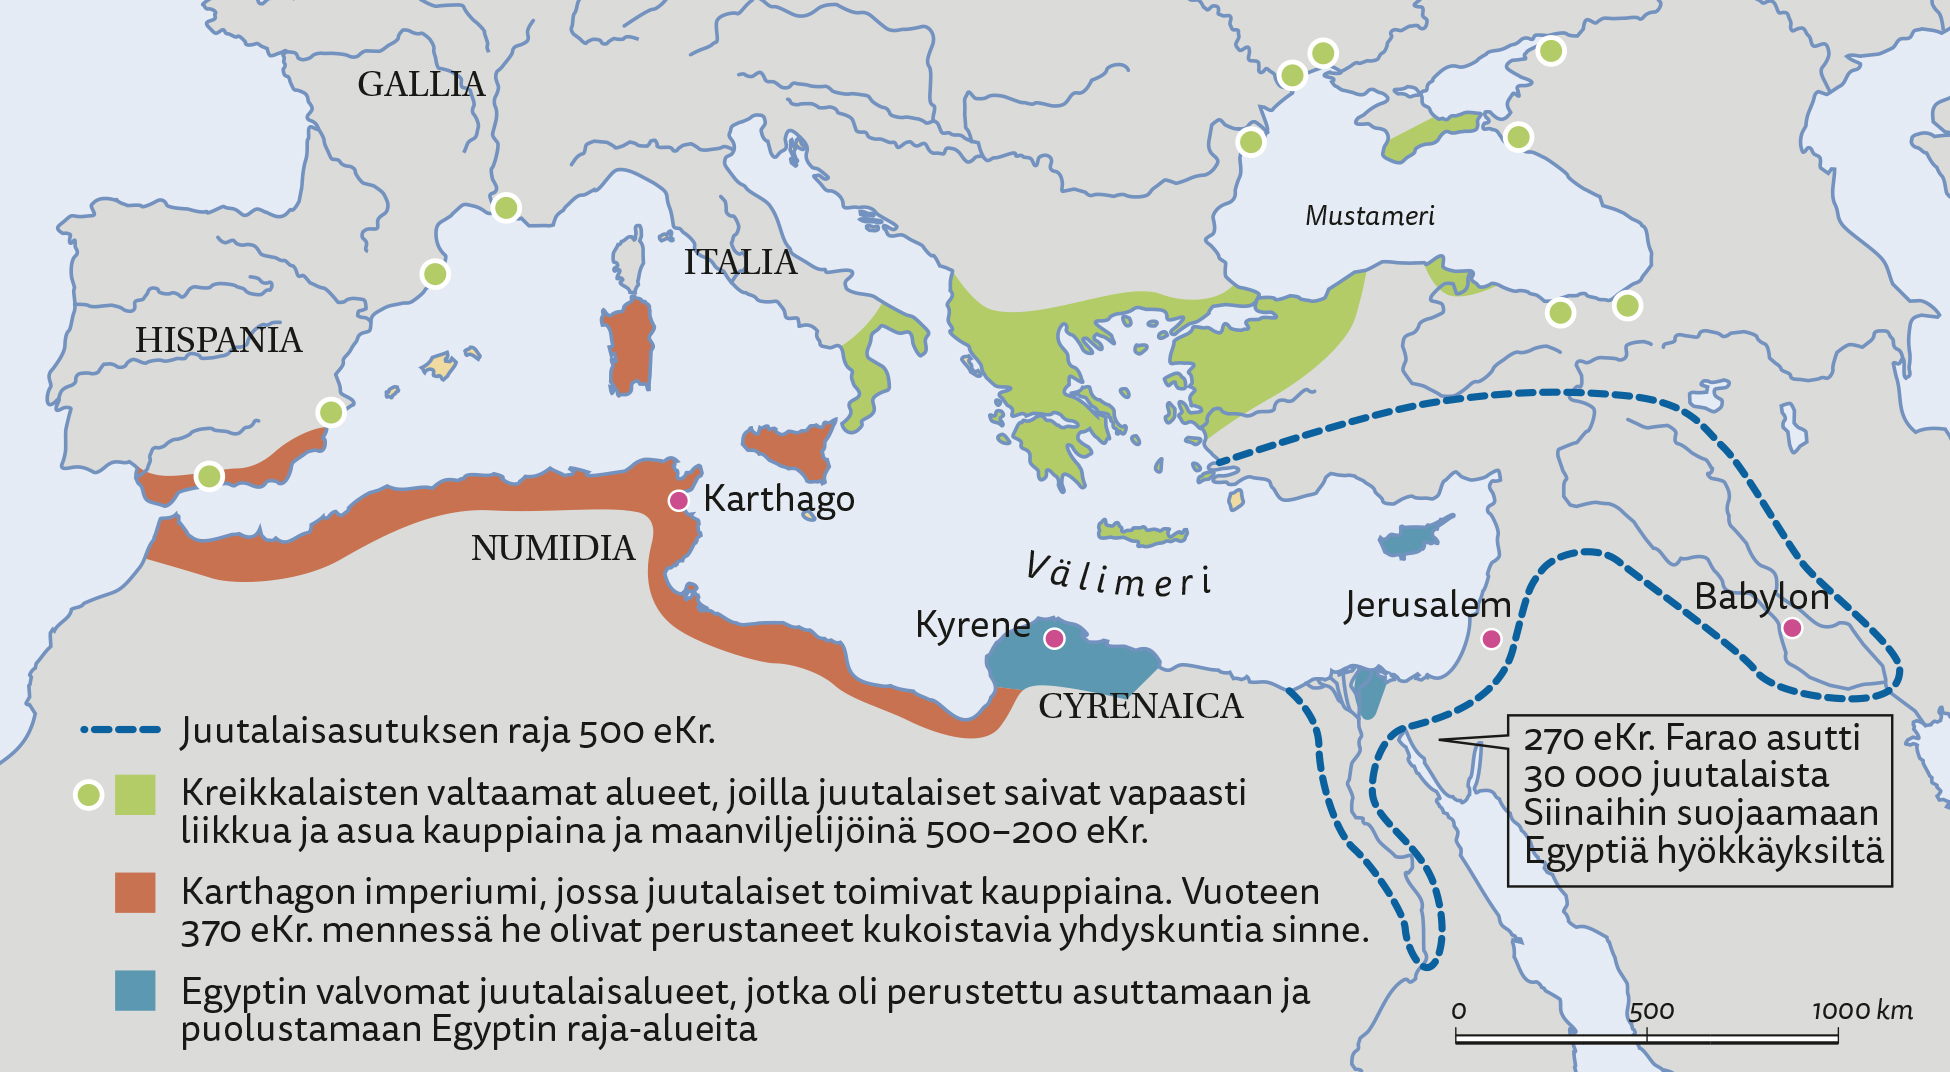 GALLIA
Mustameri
ITALIA
HISPANIA
Karthago
NUMIDIA
Välimeri
Babylon
Jerusalem
Kyrene
CYRENAICA
Juutalaisasutuksen raja 500 eKr.
Kreikkalaisten valtaamat alueet, joilla juutalaiset saivat vapaasti
liikkua ja asua kauppiaina ja maanviljelijöinä 500–200 eKr.
Karthagon imperiumi, jossa juutalaiset toimivat kauppiaina. Vuoteen
370 eKr. mennessä he olivat perustaneet kukoistavia yhdyskuntia sinne.
Egyptin valvomat juutalaisalueet, jotka oli perustettu asuttamaan ja
puolustamaan Egyptin raja-alueita
270 eKr. Farao asutti
30 000 juutalaista
Siinaihin suojaamaan
Egyptiä hyökkäyksiltä
0 500 1000 km